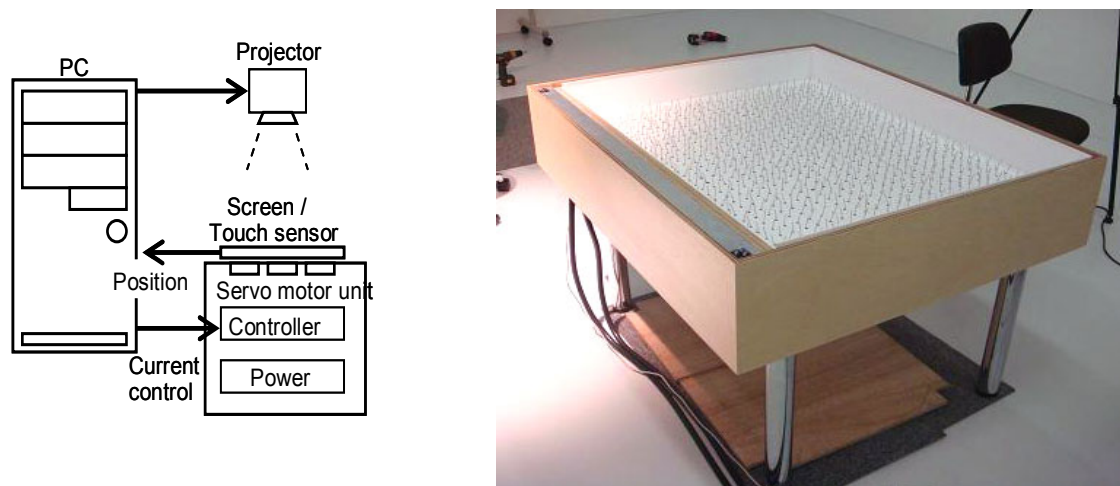 PC
Projector
Screen /
Touch sensor
Position
Servo motor unit
Controller
Current
control
Power